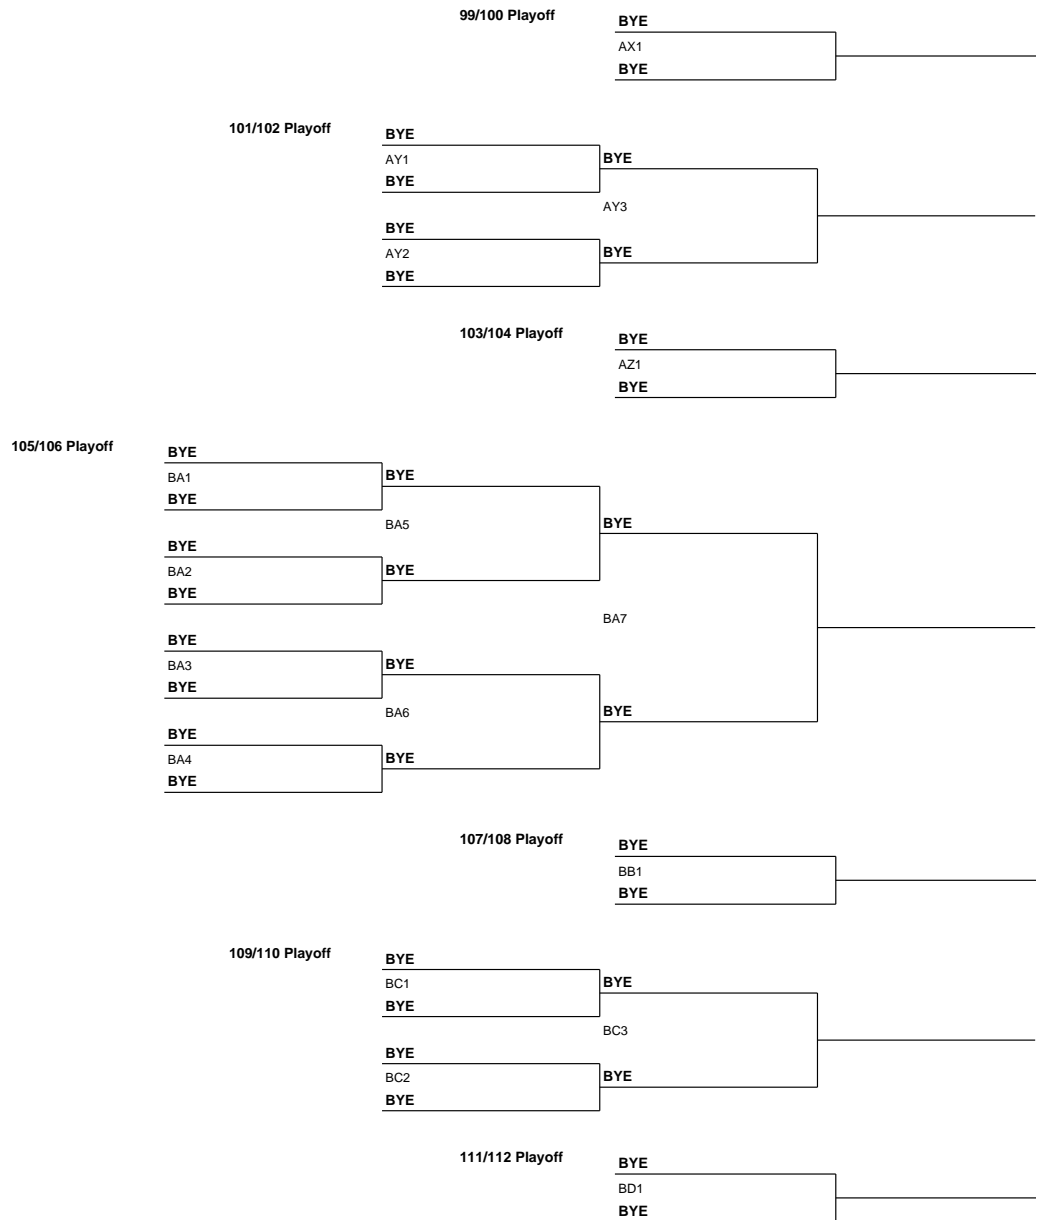 99/100 Playoff
BYE
AX1
BYE
101/102 Playoff
BYE
AY1
BYE
BYE
AY3
BYE
AY2
BYE
BYE
103/104 Playoff
BYE
AZ1
BYE
105/106 Playoff
BYE
BA1
BYE
BYE
BA5
BYE
BYE
BA2
BYE
BYE
BA7
BYE
BA3
BYE
BYE
BA6
BYE
BYE
BA4
BYE
BYE
107/108 Playoff
BYE
BB1
BYE
109/110 Playoff
BYE
BC1
BYE
BYE
BC3
BYE
BC2
BYE
BYE
111/112 Playoff
BYE
BD1
BYE